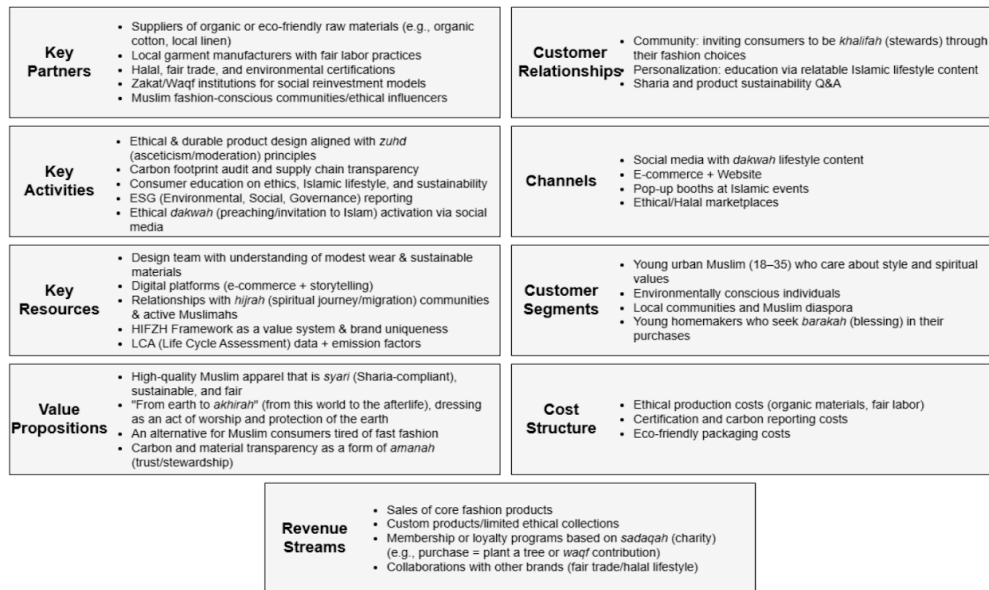 Key
Partners
• Suppliers of organic or eco-friendly raw materials (e.g., organic
cotton, local linen)
• Local garment manufacturers with fair labor practices
• Halal, fair trade, and environmental certifications
• Zakat/Waqf institutions for social reinvestment models
• Muslim fashion-conscious communities/ethical influencers
Customer
Relationships
• Community: inviting consumers to be khalifah (stewards) through
their fashion choices
• Personalization: education via relatable Islamic lifestyle content
• Sharia and product sustainability Q&A
Key
Activities
• Ethical & durable product design aligned with zuhd
(asceticism/moderation) principles
• Carbon footprint audit and supply chain transparency
• Consumer education on ethics, Islamic lifestyle, and sustainability
• ESG (Environmental, Social, Governance) reporting
• Ethical dakwah (preaching/invitation to Islam) activation via social
media
Channels
• Social media with dakwah lifestyle content
• E-commerce + Website
• Pop-up booths at Islamic events
• Ethical/Halal marketplaces
Key
Resources
• Design team with understanding of modest wear & sustainable
materials
• Digital platforms (e-commerce + storytelling)
• Relationships with hijrah (spiritual journey/migration) communities
& active Muslimahs
• HIFZH Framework as a value system & brand uniqueness
• LCA (Life Cycle Assessment) data + emission factors
Customer
Segments
• Young urban Muslim (18–35) who care about style and spiritual
values
• Environmentally conscious individuals
• Local communities and Muslim diaspora
• Young homemakers who seek barakah (blessing) in their
purchases
Value
Propositions
• High-quality Muslim apparel that is syari (Sharia-compliant),
sustainable, and fair
• "From earth to akhirah" (from this world to the afterlife), dressing
as an act of worship and protection of the earth
• An alternative for Muslim consumers tired of fast fashion
• Carbon and material transparency as a form of amanah
(trust/stewardship)
Cost
Structure
• Ethical production costs (organic materials, fair labor)
• Certification and carbon reporting costs
• Eco-friendly packaging costs
Revenue
Streams
• Sales of core fashion products
• Custom products/limited ethical collections
• Membership or loyalty programs based on sadaqah (charity)
(e.g., purchase = plant a tree or waqf contribution)
• Collaborations with other brands (fair trade/halal lifestyle)